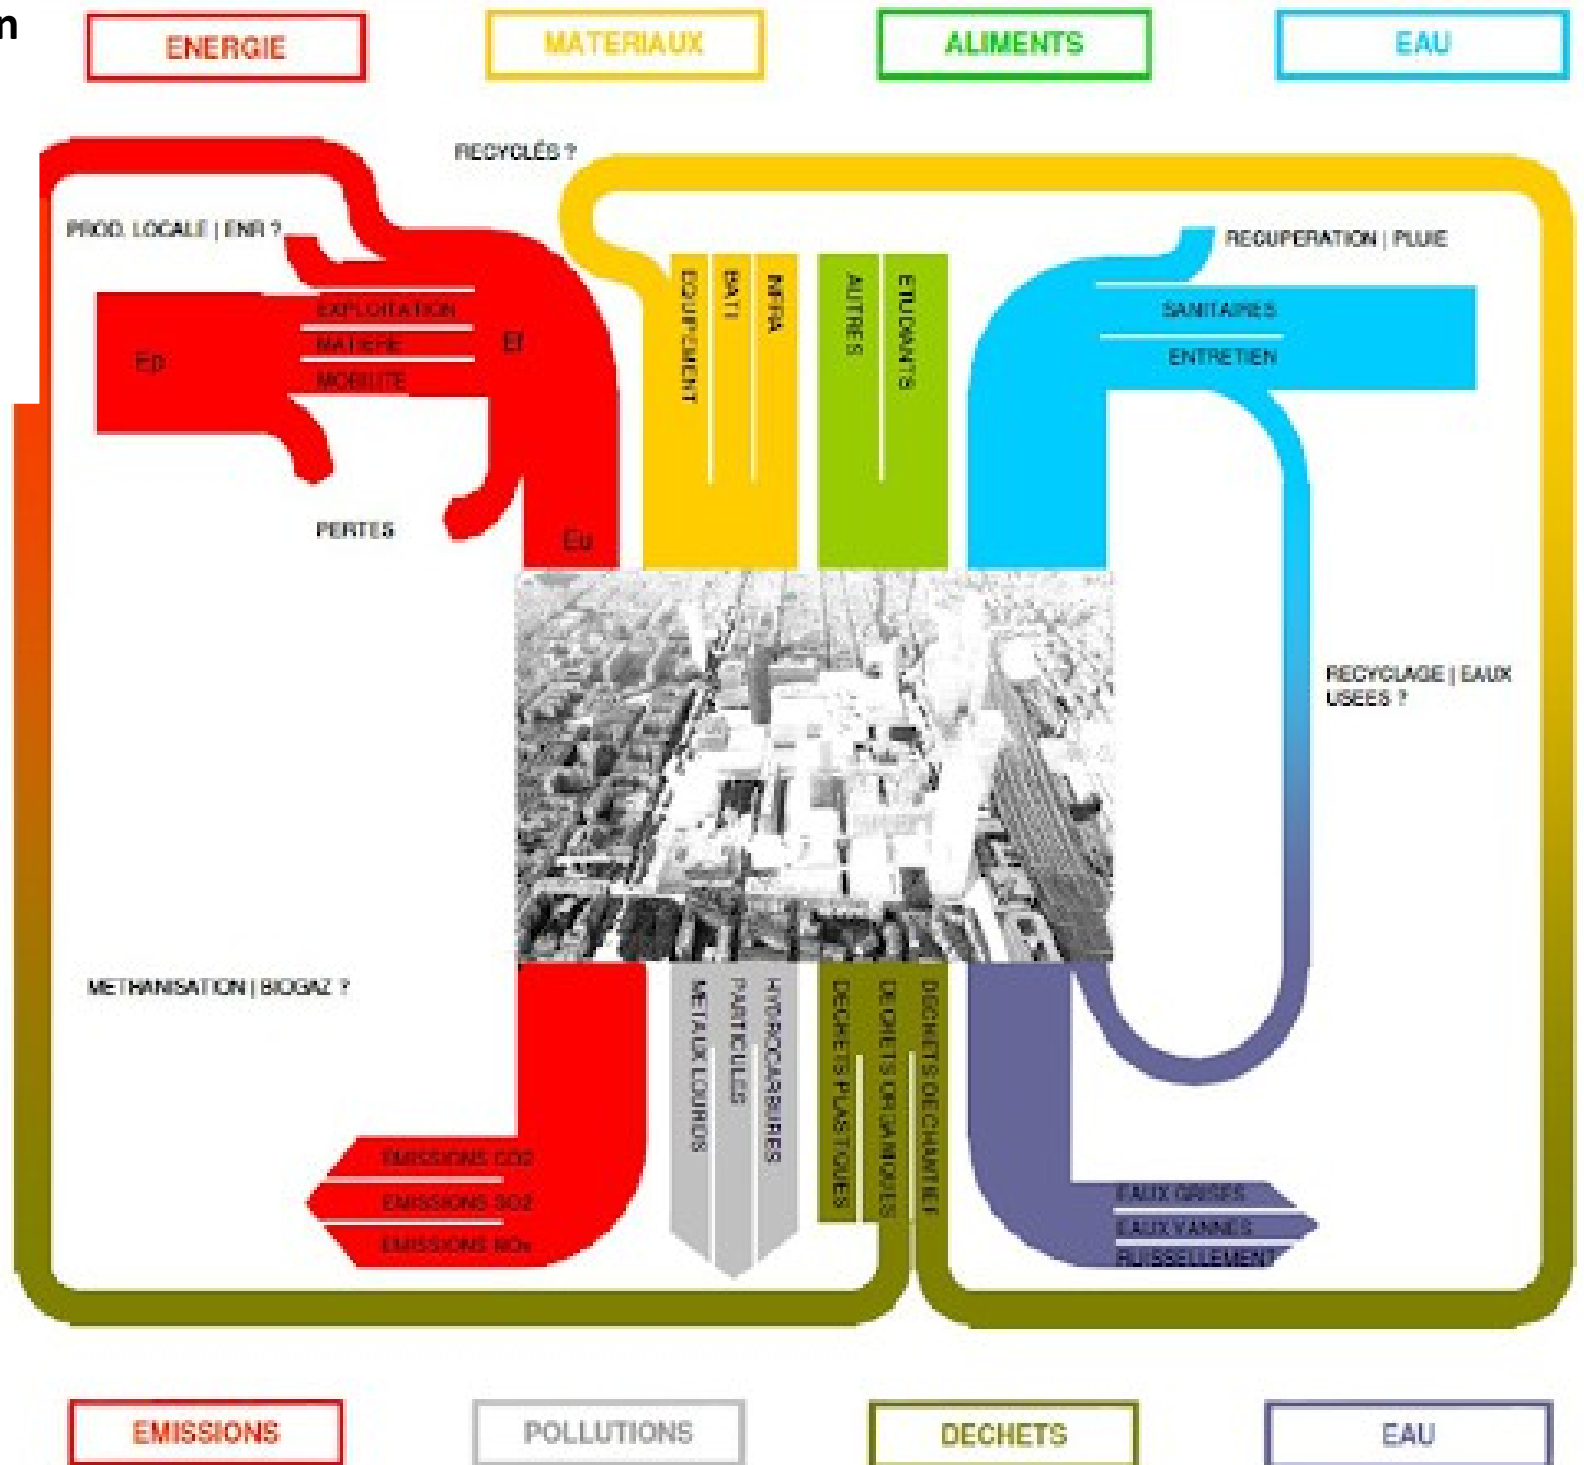 n
ENERGIE
MATERIAUX
ALIMENTS
EAU
RECYCLÉS ?
PROD. LOCALE | ENR ?
RECUPERATION | PLUIE
EXPLOITATION
MATIERE
MOBILITE
Ep
Ef
EQUIPEMENT
BATI
INFRA
AUTRES
ETUDIANTS
SANITAIRES
ENTRETIEN
PERTES
Eu
RECYCLAGE | EAUX
USEES ?
METHANISATION | BIOGAZ ?
METAUX LOURDS
PARTICULES
HYDROCARBURES
DECHETS PLASTIQUES
DECHETS ORGANIQUES
DECHETS DE CHANTIER
EMISSIONS CO2
EMISSIONS SO2
EMISSIONS NOx
EAUX GRISES
EAUX VANNES
RUISSELLEMENT
EMISSIONS
POLLUTIONS
DECHETS
EAU